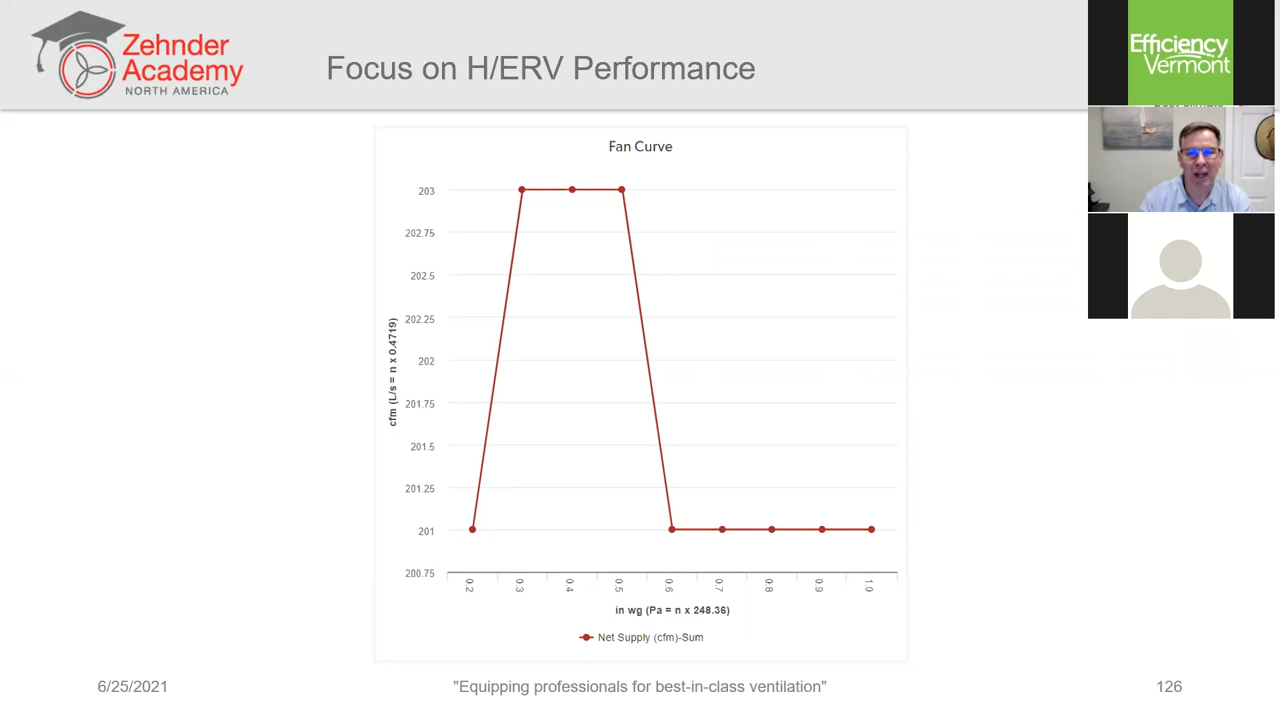 Zehnder
Academy
NORTH AMERICA
Focus on H/ERV Performance
Efficiency
Vermont
Fan Curve
203
202.75
202.5
202.25
202
201.75
201.5
201.25
201
200.75
cfm (L/s = n x 0.4719)
0.2
0.3
0.4
0.5
0.6
0.7
0.8
0.9
1.0
in wg (Pa = n x 248.36)
Net Supply (cfm)-Sum
6/25/2021
"Equipping professionals for best-in-class ventilation"
126